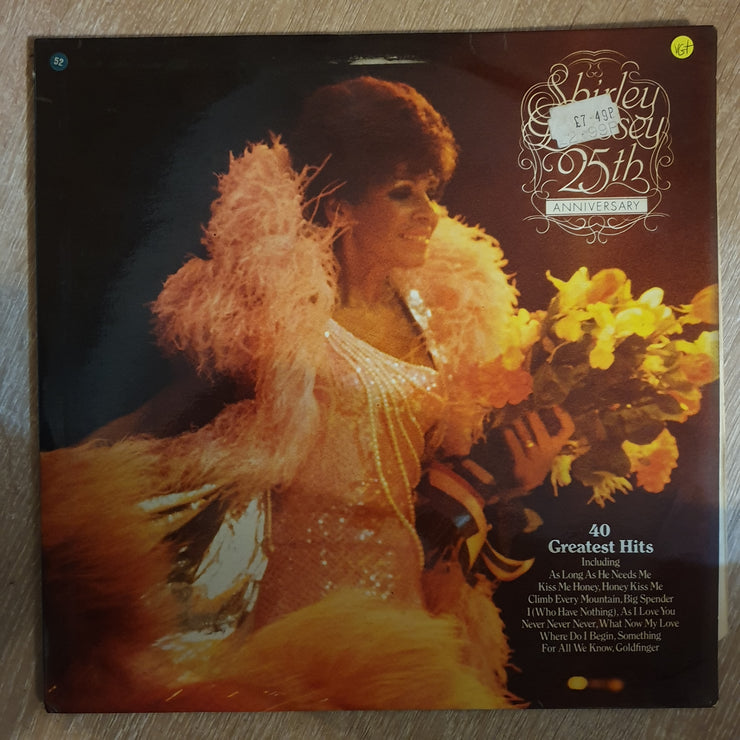 52
VG+
Shirley
£7.49P
25th
ANNIVERSARY
40
Greatest Hits
Including
As Long As He Needs Me
Kiss Me Honey, Honey Kiss Me
Climb Every Mountain, Big Spender
I (Who Have Nothing), As I Love You
Never Never Never, What Now My Love
Where Do I Begin, Something
For All We Know, Goldfinger